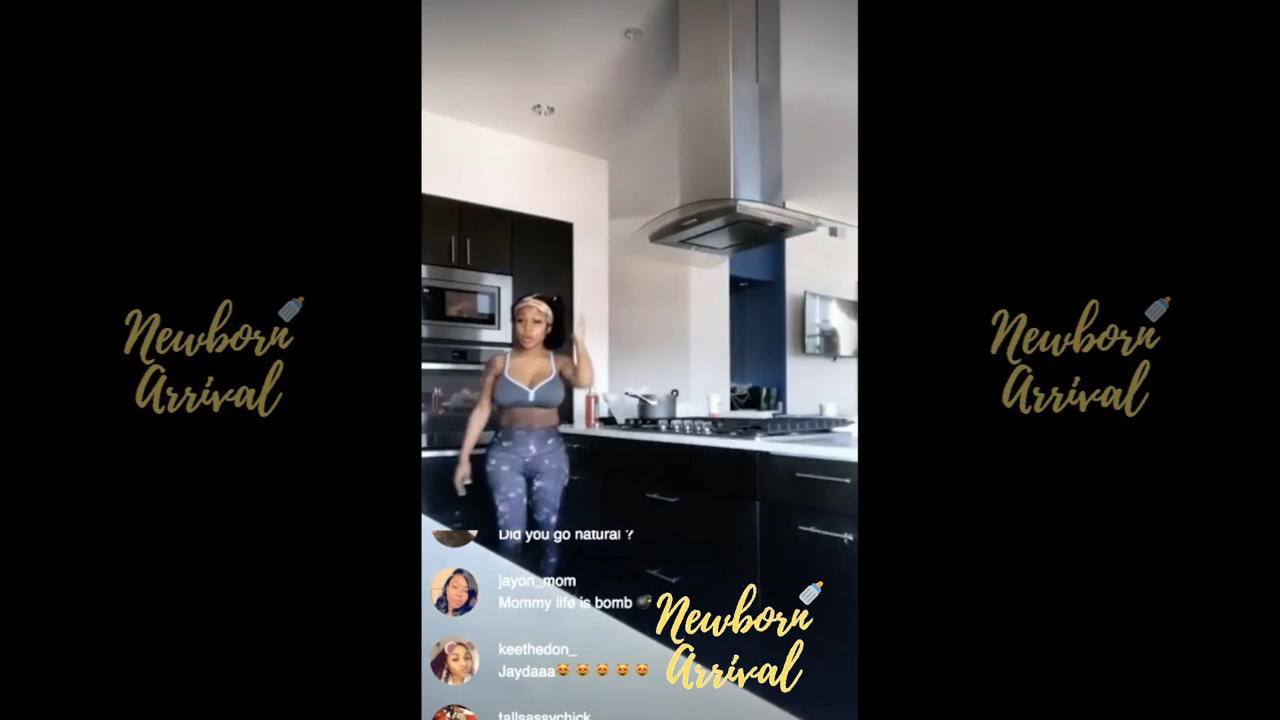 Newborn
Arrival
Did you go natural ?
jayon_mom
Mommy life is bomb 💣
keethedon_
Jaydaaa😍😍😍😍😍
tallsassychick
Newborn
Arrival
Newborn
Arrival